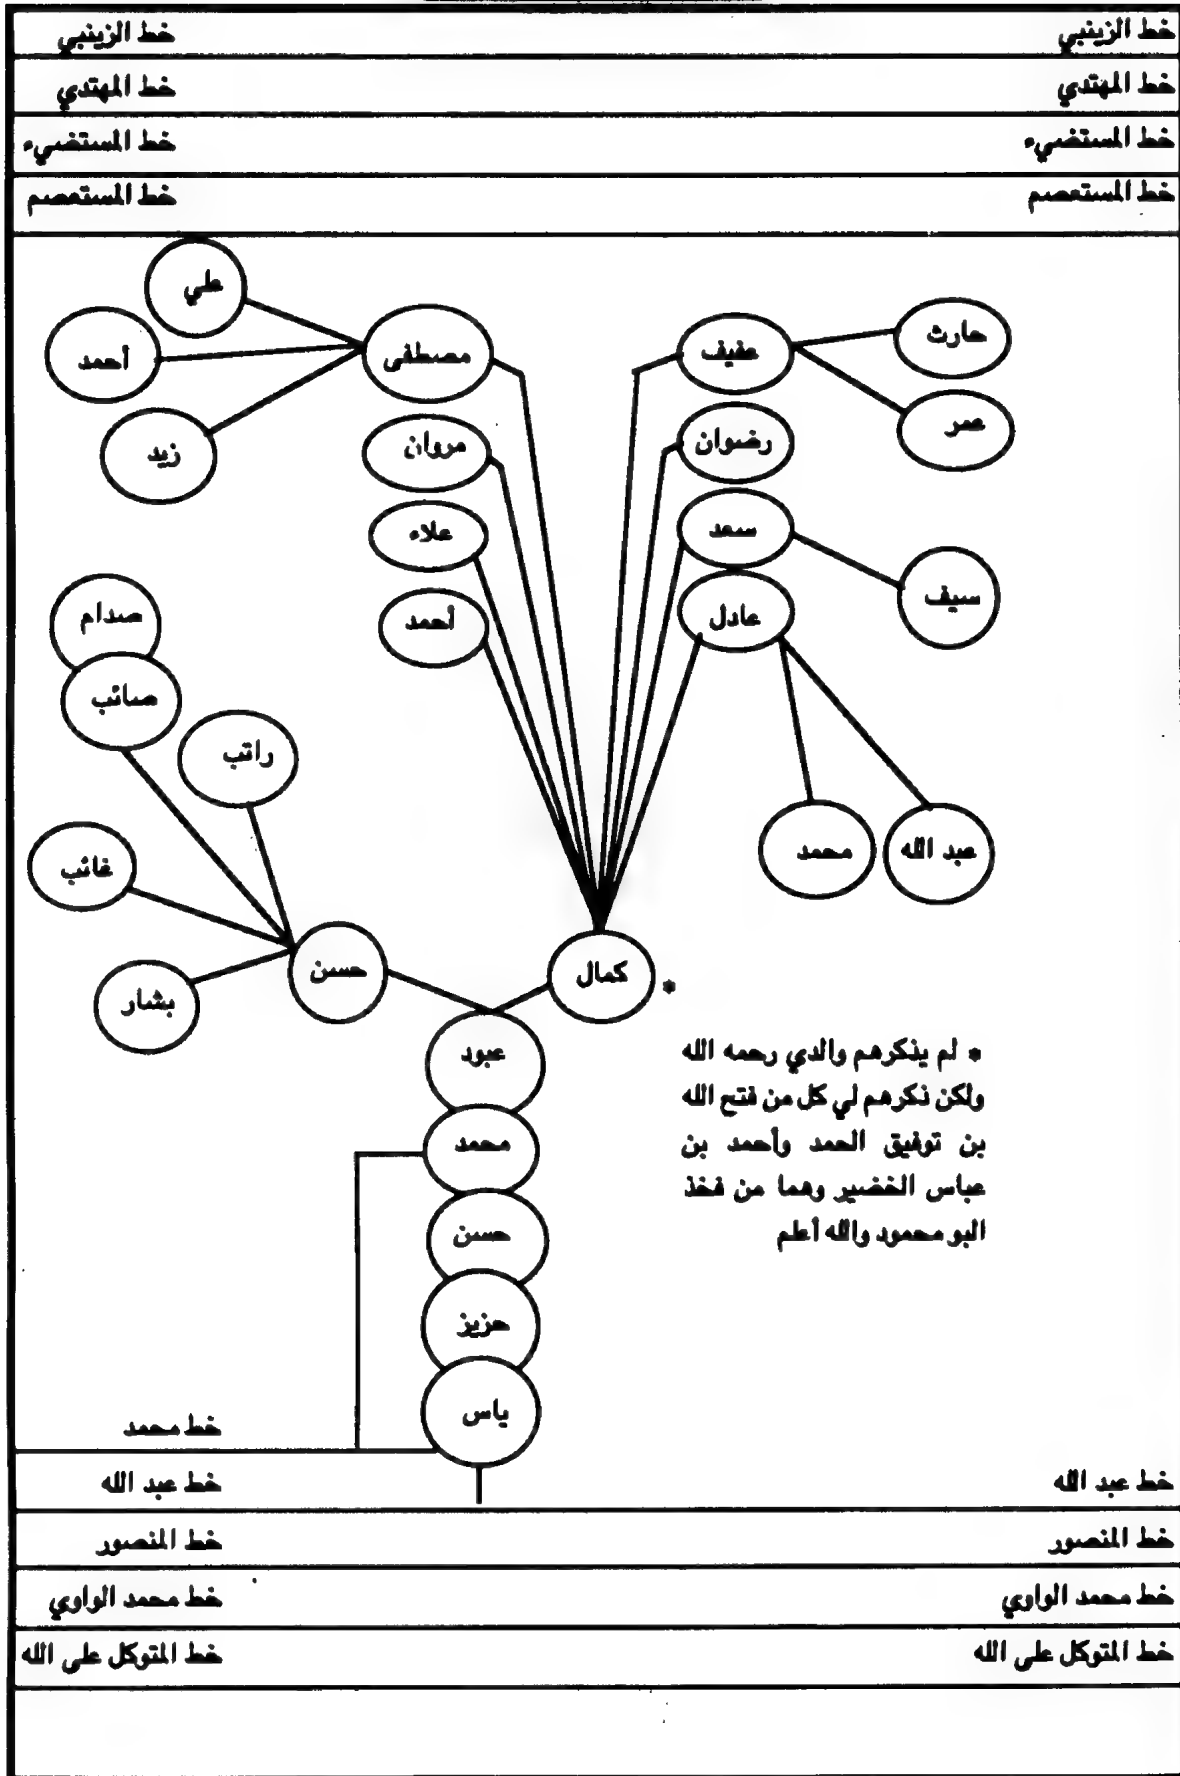 خط الزينبي خط الزينبي
خط المهتدي خط المهتدي
خط المستضيء خط المستضيء
خط المستعصم خط المستعصم
علي
حارث
عفيف
مصطفى
أحمد
عمر
رضوان
مروان
زيد
سعد
علاء
سيف
عادل
أحمد
صدام
صائب
راتب
عبد الله
محمد
غائب
كمال *
حسن
بشار
عبود
* لم يذكرهم والدي رحمه الله
ولكن ذكرهم لي كل من فتح الله
بن توفيق الحمد وأحمد بن
عباس الخضير وهما من فخذ
البو محمود والله أعلم
محمد
حسن
حزيز
ياس
خط محمد
خط عبد الله خط عبد الله
خط المنصور خط المنصور
خط محمد الواوي خط محمد الواوي
خط المتوكل على الله خط المتوكل على الله